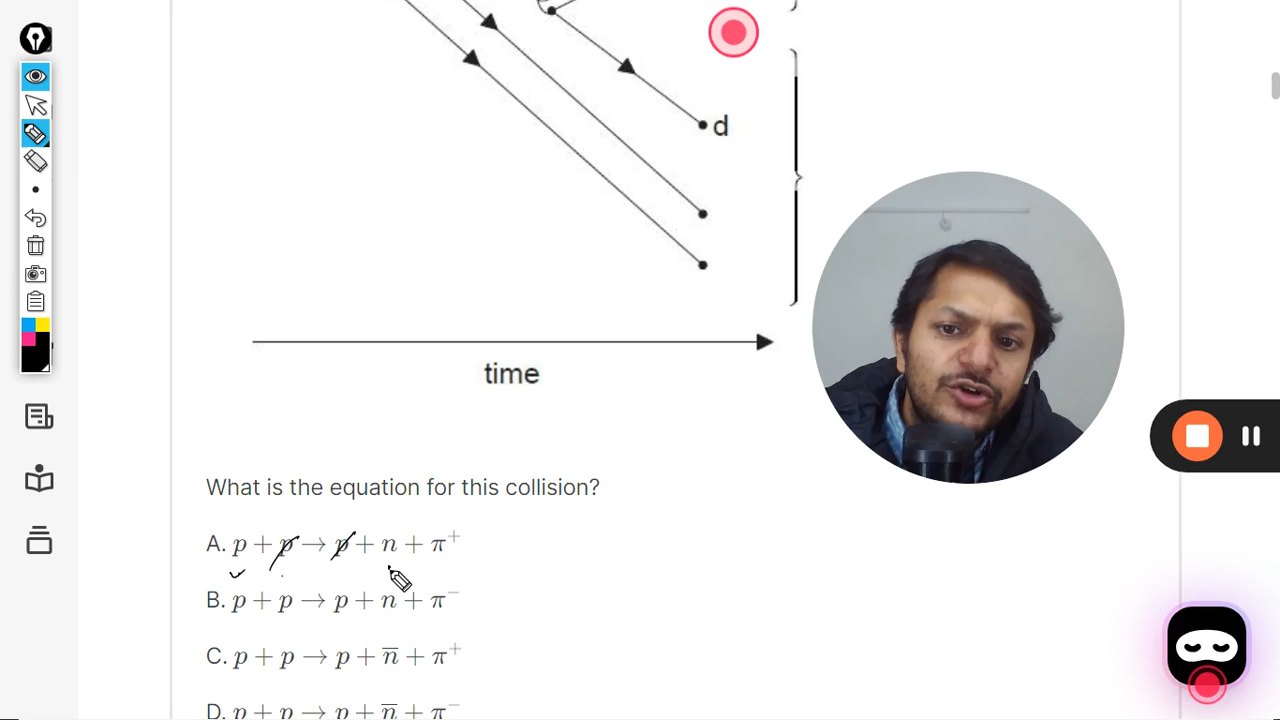 d
time
What is the equation for this collision?
A. p + p → p + n + π⁺
B. p + p → p + n + π⁻
C. p + p → p + n̅ + π⁺
D. p + p → p + n̅ + π⁻